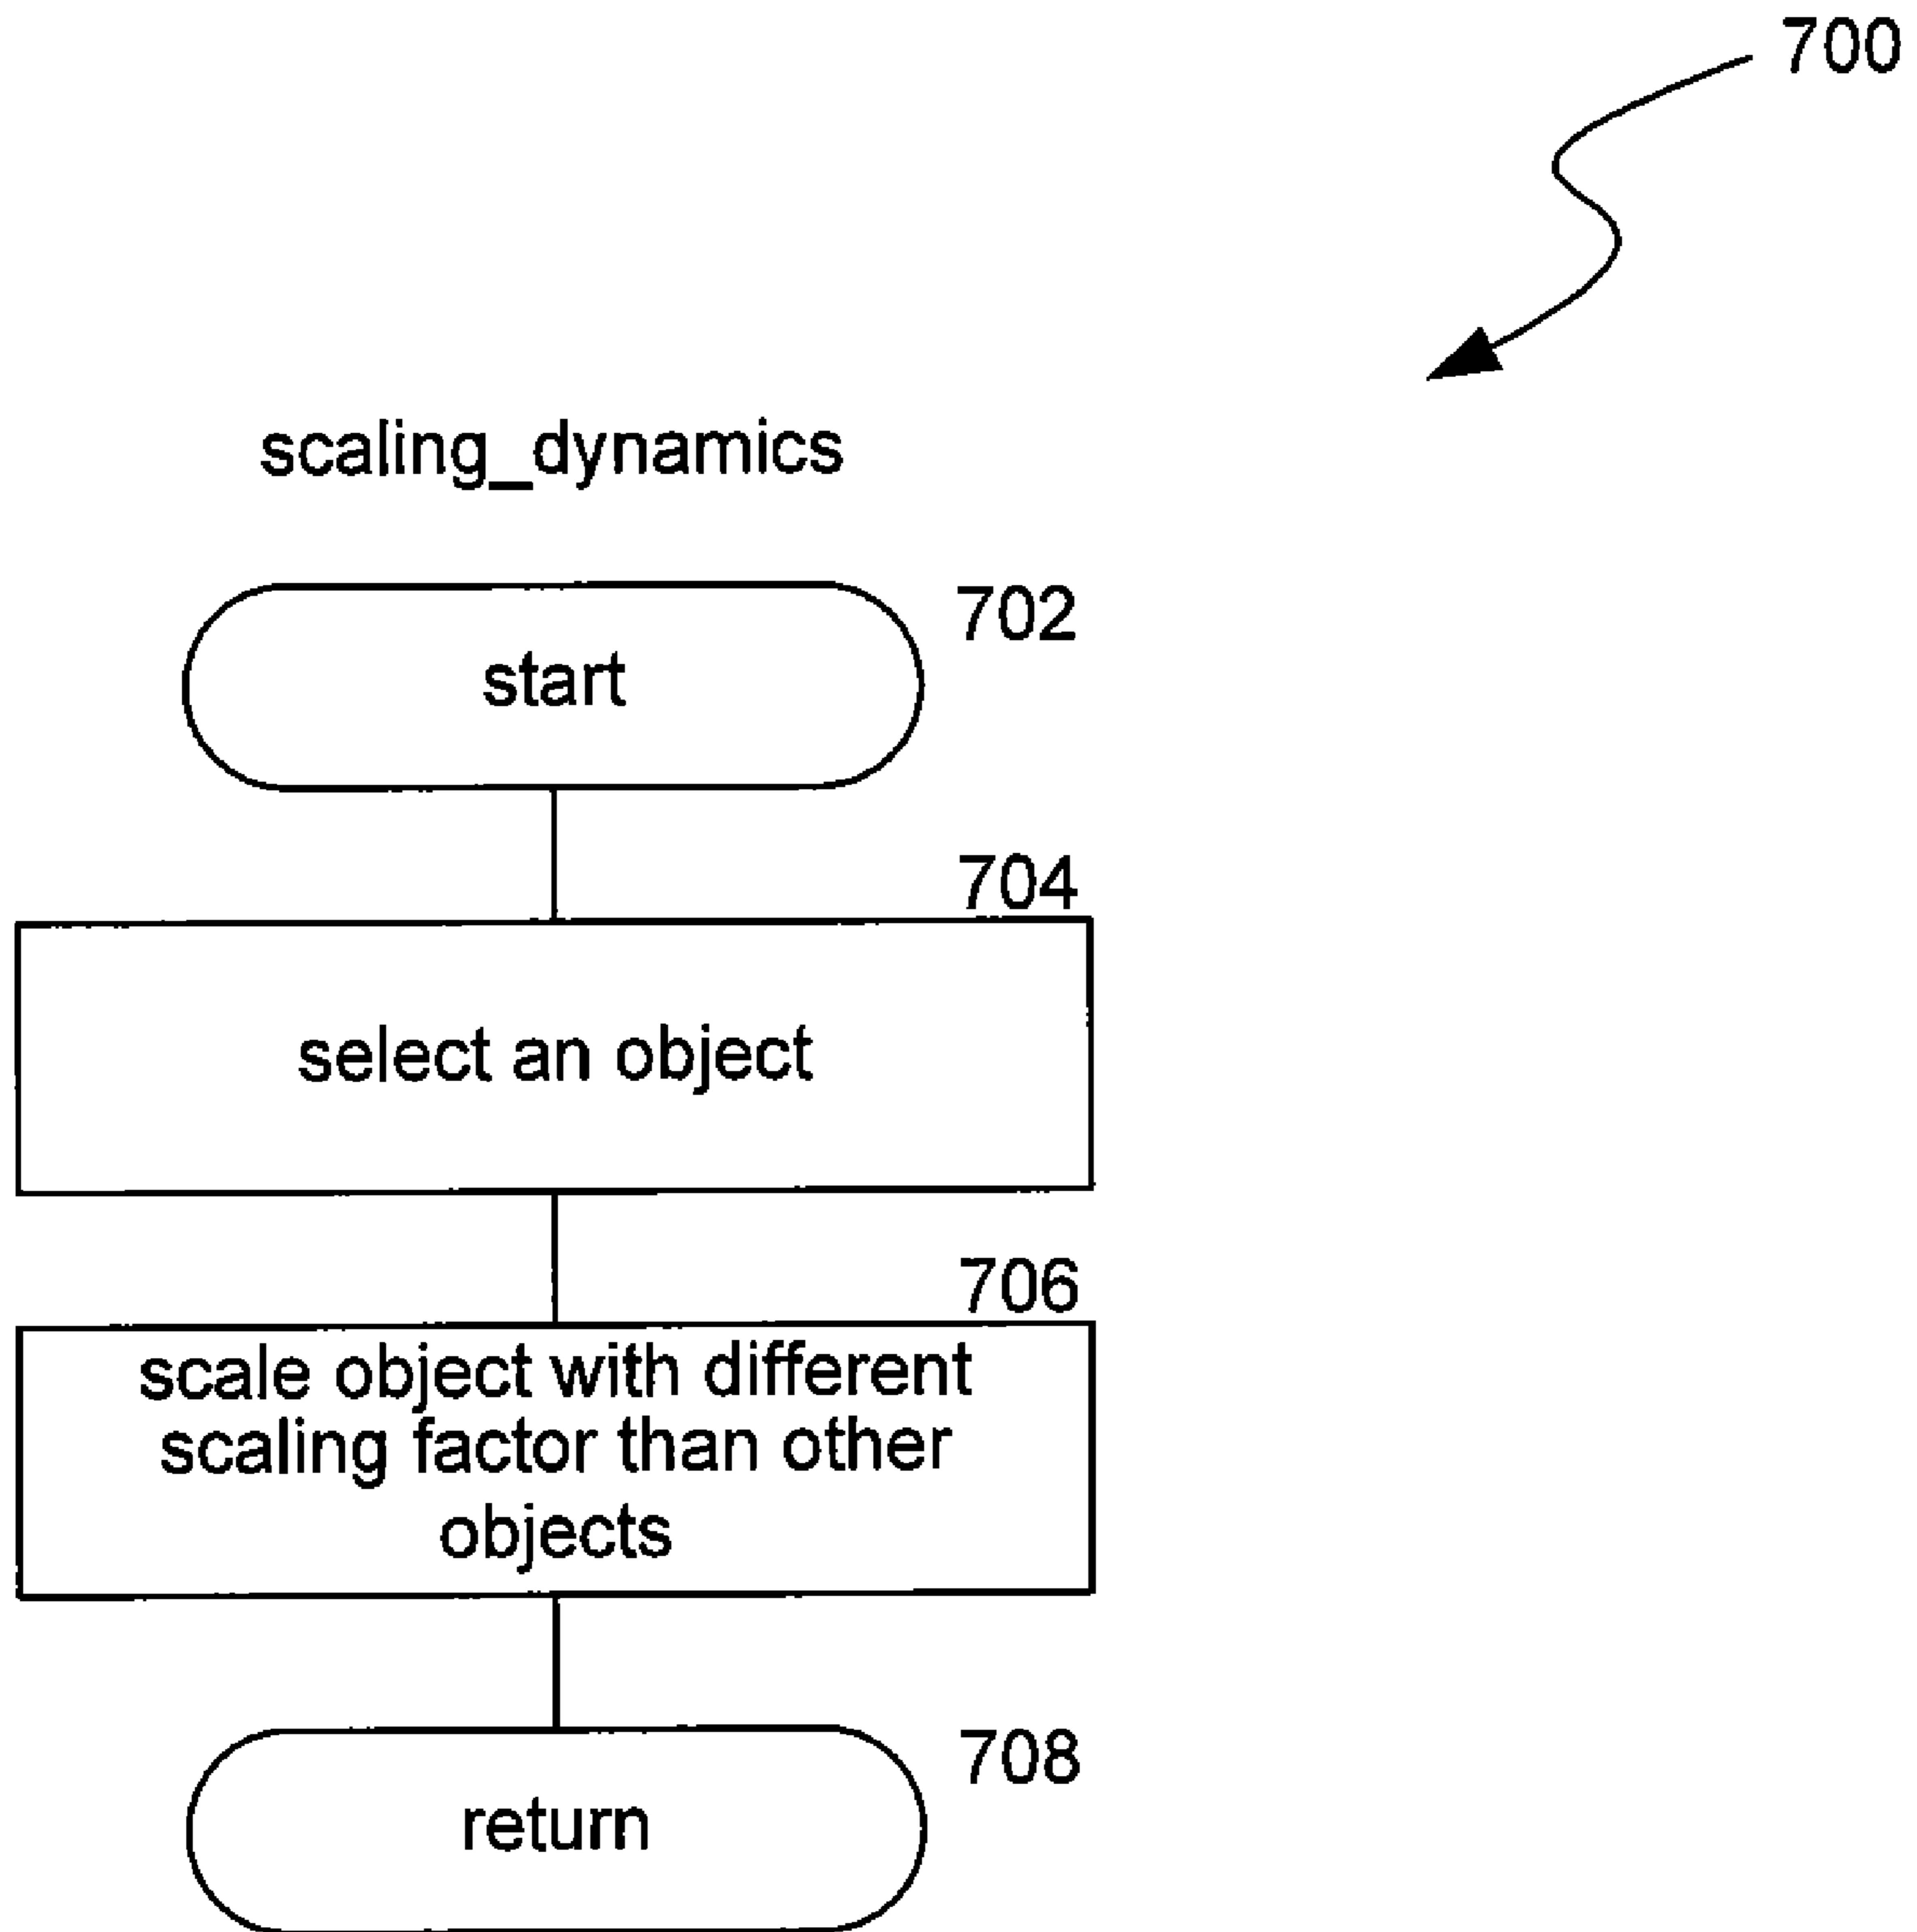 700
scaling_dynamics
702
start
704
select an object
706
scale object with different
scaling factor than other
objects
708
return